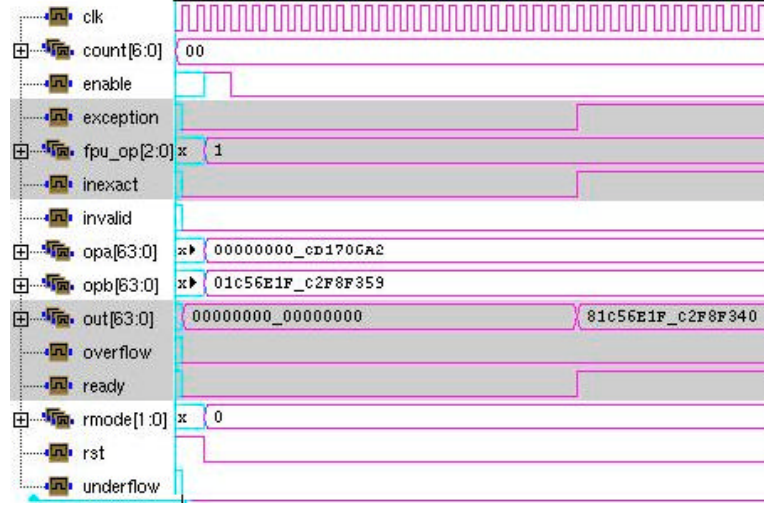 clk
count[6:0] 00
enable
exception
fpu_op[2:0] x 1
inexact
invalid
opa[63:0] x 00000000_CD1706A2
opb[63:0] x 01C56E1F_C2F8F359
out[63:0] 00000000_00000000 81C56E1F_C2F8F340
overflow
ready
rmode[1:0] x 0
rst
underflow